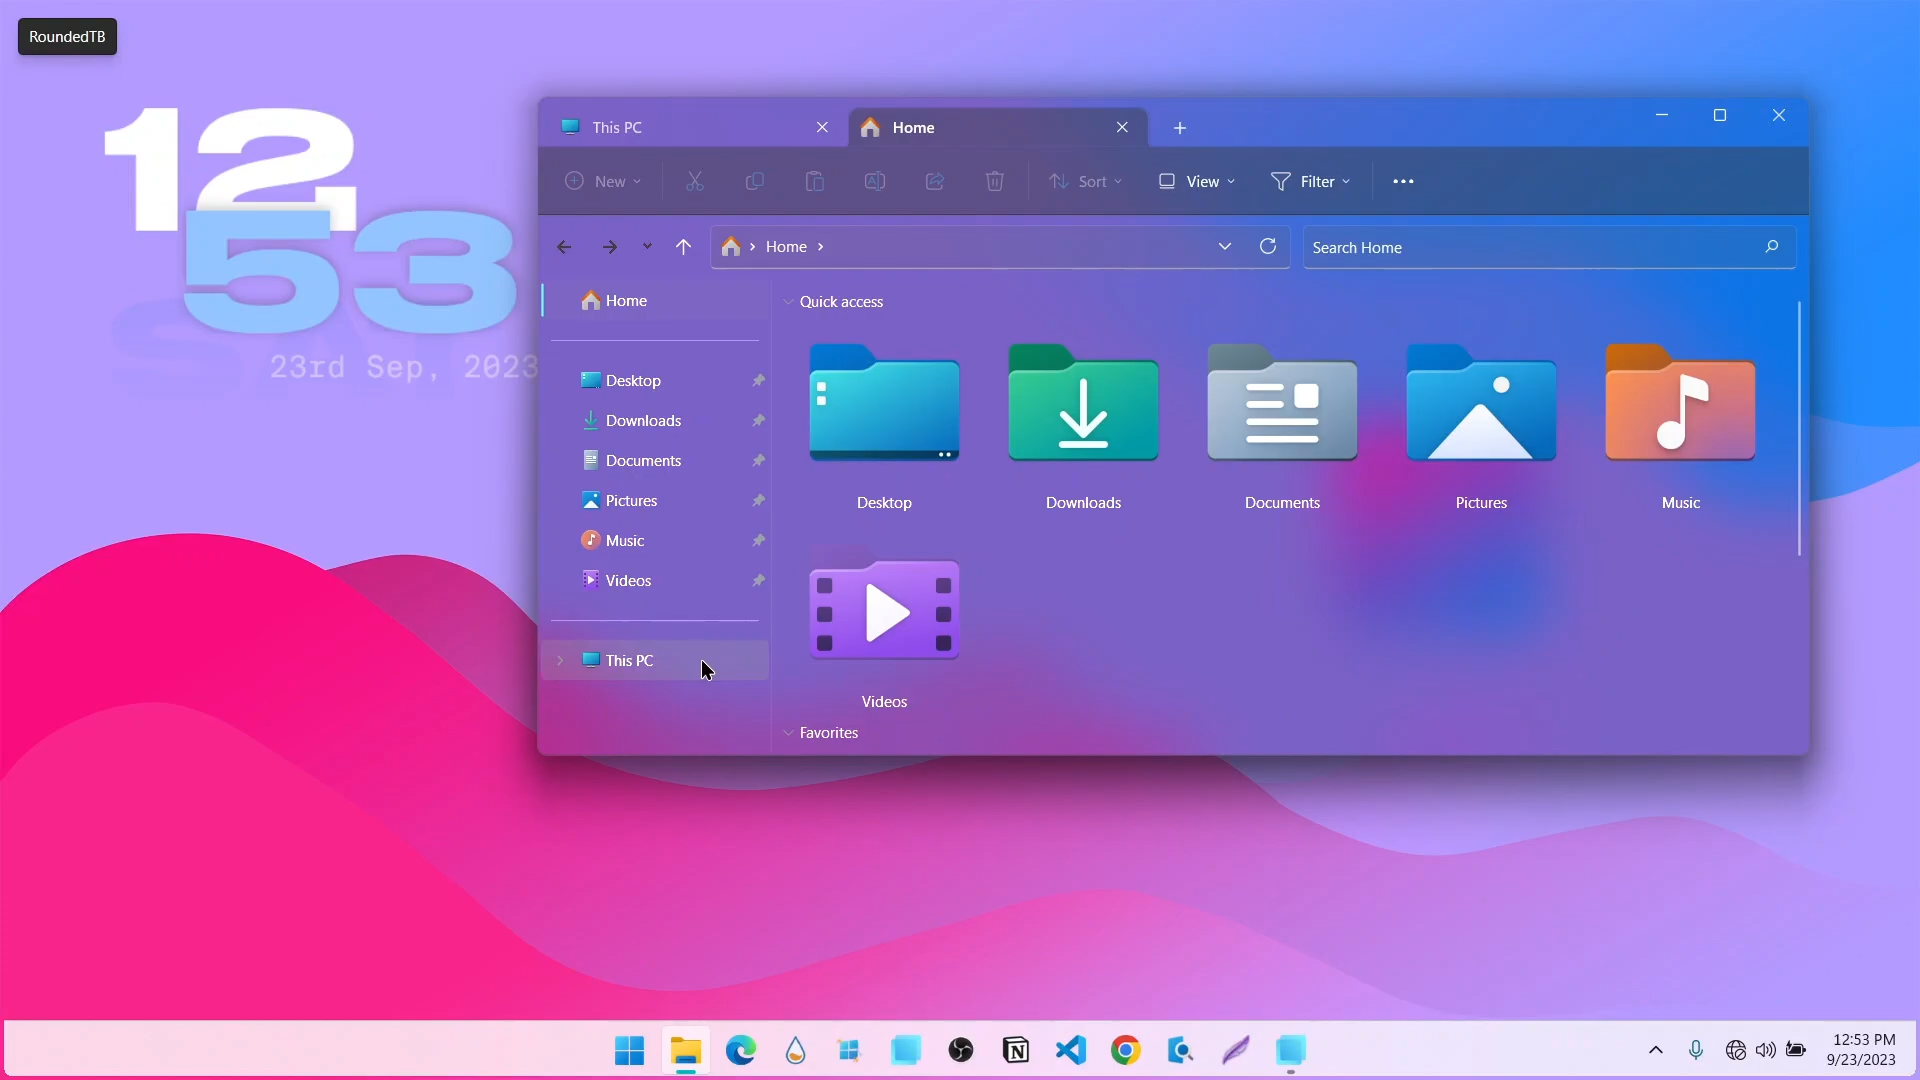 RoundedTB
12
53
SAT
23rd Sep, 2023
This PC
Home
New
Sort
View
Filter
Home
Search Home
Home
Desktop
Downloads
Documents
Pictures
Music
Videos
This PC
Quick access
Desktop
Downloads
Documents
Pictures
Music
Videos
Favorites
12:53 PM
9/23/2023